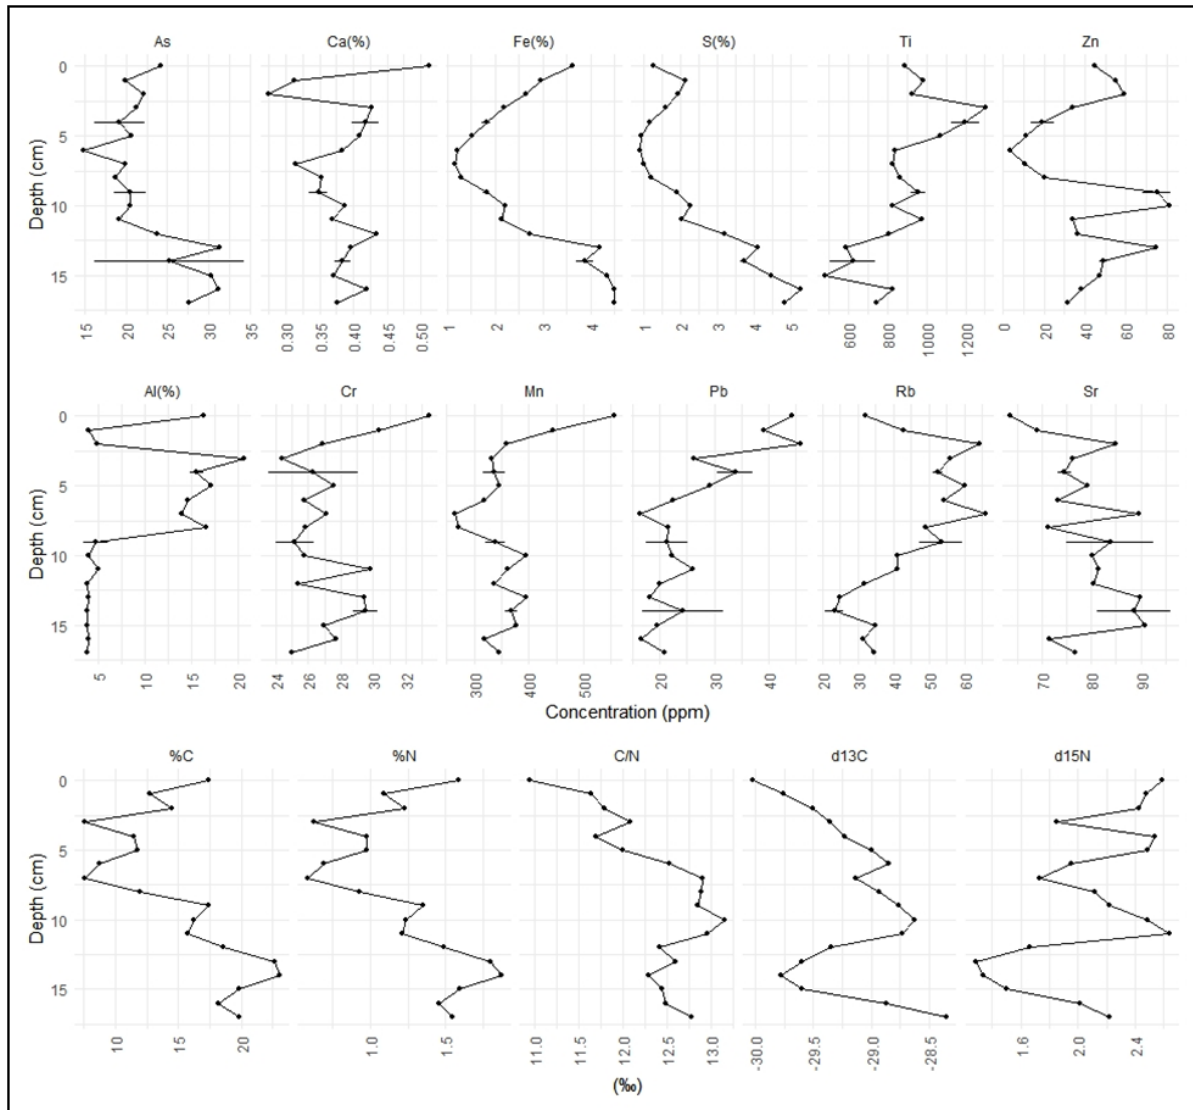 As Ca(%) Fe(%) S(%) Ti Zn
0
5
10
15
Depth (cm)
15 20 25 30 35 0.30 0.35 0.40 0.45 0.50 1 2 3 4 1 2 3 4 5 600 800 1000 1200 0 20 40 60 80
Al(%) Cr Mn Pb Rb Sr
0
5
10
15
Depth (cm)
5 10 15 20 24 26 28 30 32 300 400 500 20 30 40 20 30 40 50 60 70 80 90
Concentration (ppm)
%C %N C/N d13C d15N
0
5
10
15
Depth (cm)
10 15 20 1.0 1.5 11.0 11.5 12.0 12.5 13.0 -30.0 -29.5 -29.0 -28.5 1.6 2.0 2.4
(‰)